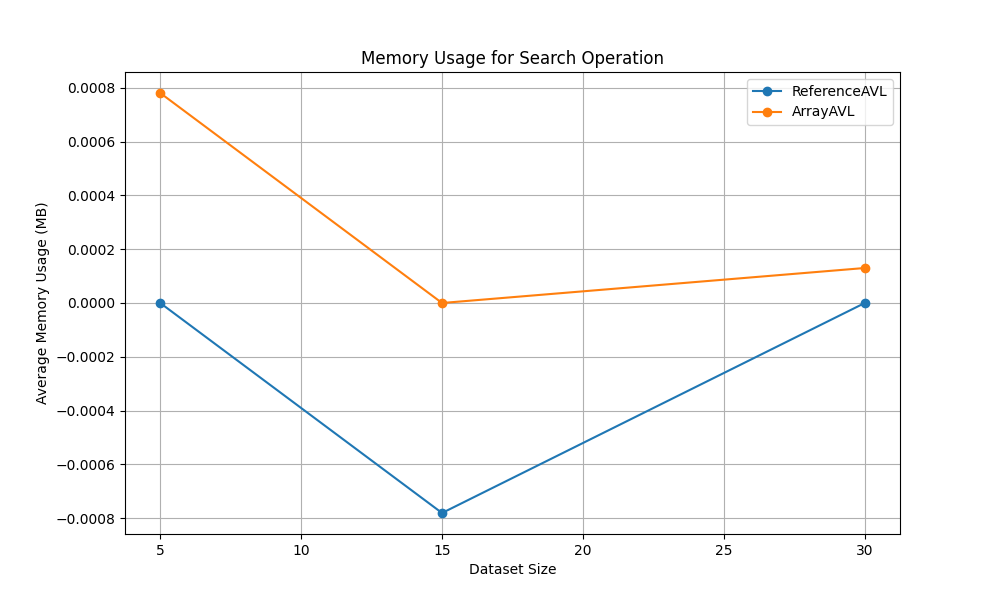 Memory Usage for Search Operation
ReferenceAVL
ArrayAVL
Average Memory Usage (MB)
0.0008
0.0006
0.0004
0.0002
0.0000
−0.0002
−0.0004
−0.0006
−0.0008
5 10 15 20 25 30
Dataset Size